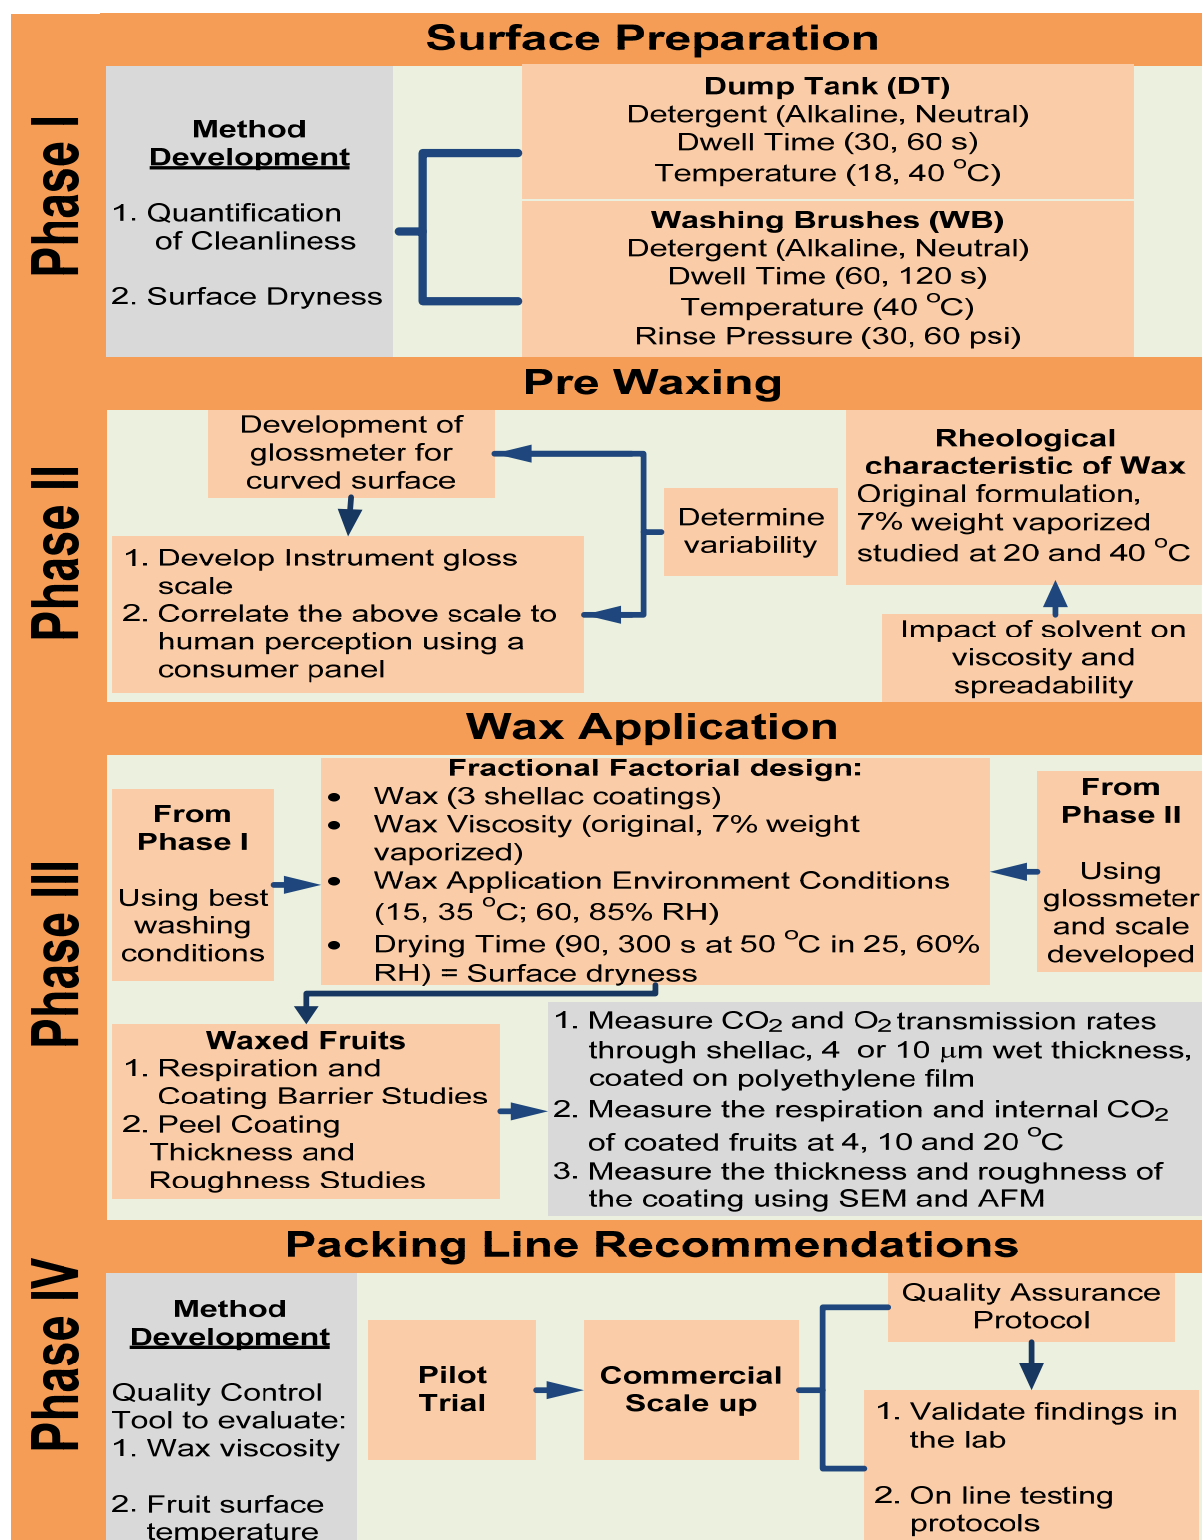 Phase I
Surface Preparation
Method
Development
1. Quantification
of Cleanliness
2. Surface Dryness
Dump Tank (DT)
Detergent (Alkaline, Neutral)
Dwell Time (30, 60 s)
Temperature (18, 40 °C)
Washing Brushes (WB)
Detergent (Alkaline, Neutral)
Dwell Time (60, 120 s)
Temperature (40 °C)
Rinse Pressure (30, 60 psi)
Phase II
Pre Waxing
Development of
glossmeter for
curved surface
1. Develop Instrument gloss
scale
2. Correlate the above scale to
human perception using a
consumer panel
Determine
variability
Rheological
characteristic of Wax
Original formulation,
7% weight vaporized
studied at 20 and 40 °C
Impact of solvent on
viscosity and
spreadability
Phase III
Wax Application
From
Phase I
Using best
washing
conditions
Fractional Factorial design:
• Wax (3 shellac coatings)
• Wax Viscosity (original, 7% weight
vaporized)
• Wax Application Environment Conditions
(15, 35 °C; 60, 85% RH)
• Drying Time (90, 300 s at 50 °C in 25, 60%
RH) = Surface dryness
From
Phase II
Using
glossmeter
and scale
developed
Waxed Fruits
1. Respiration and
Coating Barrier Studies
2. Peel Coating
Thickness and
Roughness Studies
1. Measure CO₂ and O₂ transmission rates
through shellac, 4 or 10 μm wet thickness,
coated on polyethylene film
2. Measure the respiration and internal CO₂
of coated fruits at 4, 10 and 20 °C
3. Measure the thickness and roughness of
the coating using SEM and AFM
Phase IV
Packing Line Recommendations
Method
Development
Quality Control
Tool to evaluate:
1. Wax viscosity
2. Fruit surface
temperature
Pilot
Trial
Commercial
Scale up
Quality Assurance
Protocol
1. Validate findings in
the lab
2. On line testing
protocols